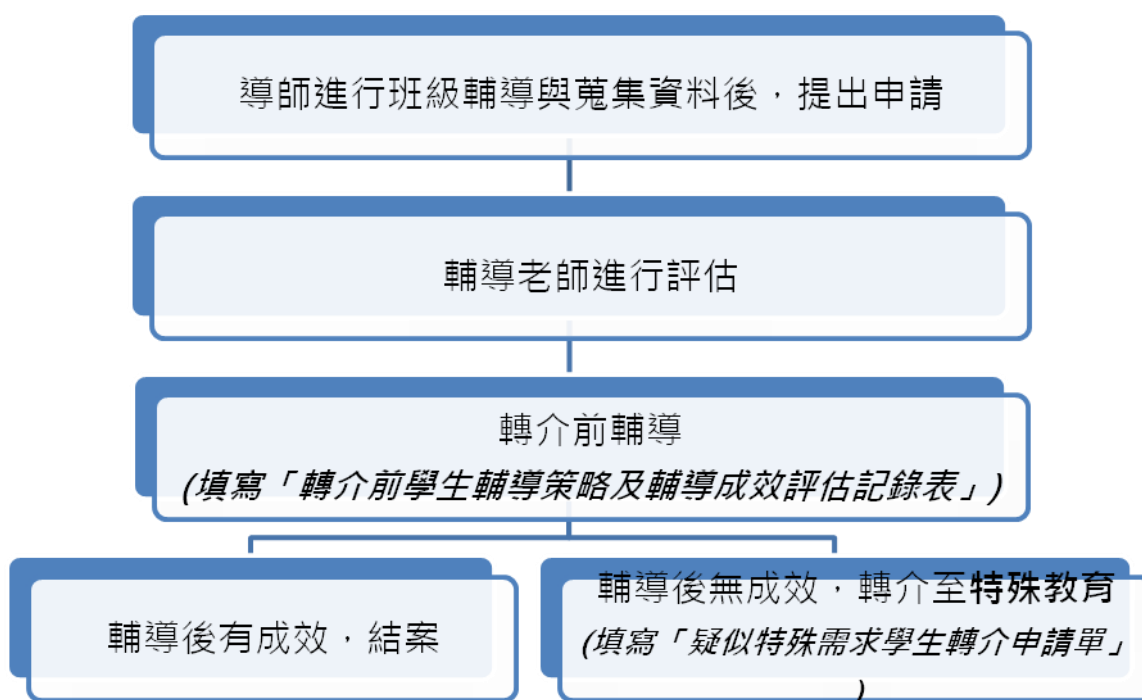 導師進行班級輔導與蒐集資料後，提出申請
輔導老師進行評估
轉介前輔導
(填寫「轉介前學生輔導策略及輔導成效評估記錄表」)
輔導後有成效，結案
輔導後無成效，轉介至特殊教育
(填寫「疑似特殊需求學生轉介申請單」
)